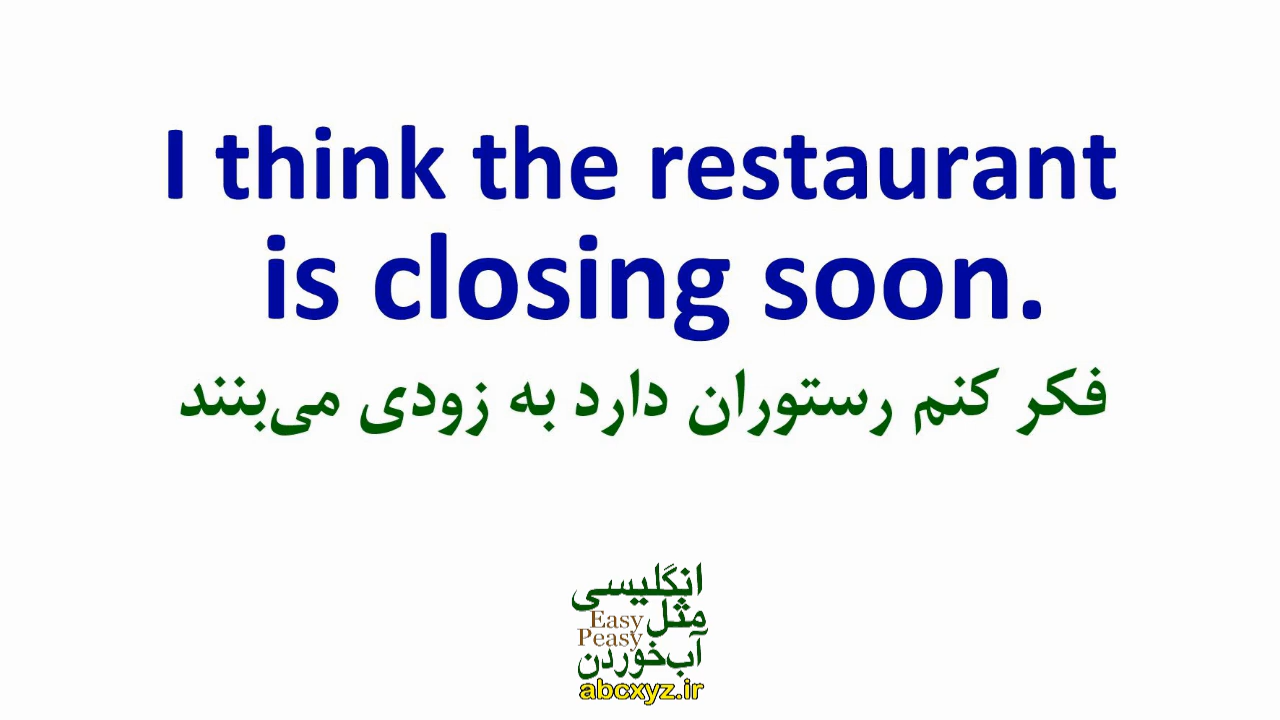 I think the restaurant
is closing soon.
فکر کنم رستوران دارد به زودی می‌بنند
انگلیسی
مثل
Easy
Peasy
آب‌خوردن
abcxyz.ir